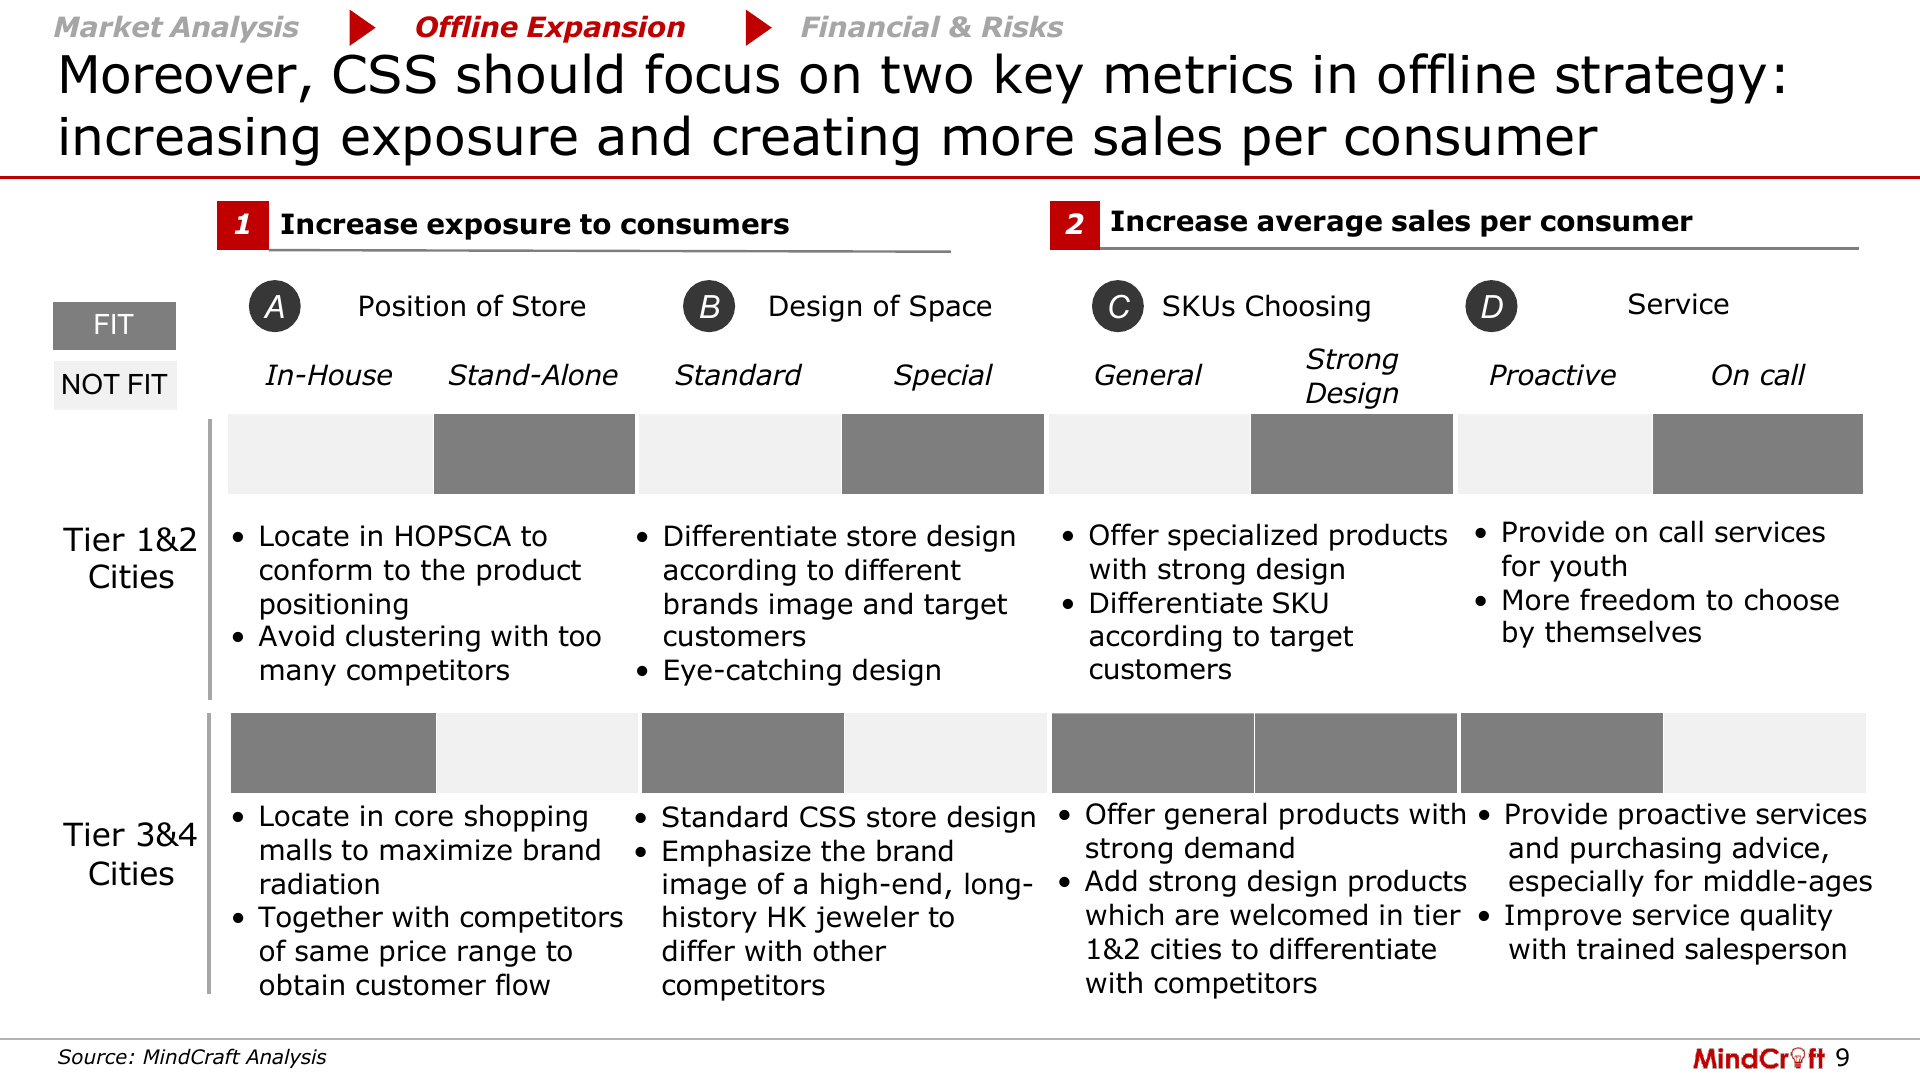 Market Analysis
Offline Expansion
Financial & Risks
Moreover, CSS should focus on two key metrics in offline strategy:
increasing exposure and creating more sales per consumer
1 Increase exposure to consumers
2 Increase average sales per consumer
FIT
NOT FIT
A Position of Store
B Design of Space
C SKUs Choosing
D Service
In-House
Stand-Alone
Standard
Special
General
Strong
Design
Proactive
On call
Tier 1&2
Cities
• Locate in HOPSCA to
conform to the product
positioning
• Avoid clustering with too
many competitors
• Differentiate store design
according to different
brands image and target
customers
• Eye-catching design
• Offer specialized products
with strong design
• Differentiate SKU
according to target
customers
• Provide on call services
for youth
• More freedom to choose
by themselves
Tier 3&4
Cities
• Locate in core shopping
malls to maximize brand
radiation
• Together with competitors
of same price range to
obtain customer flow
• Standard CSS store design
• Emphasize the brand
image of a high-end, long-
history HK jeweler to
differ with other
competitors
• Offer general products with
strong demand
• Add strong design products
which are welcomed in tier
1&2 cities to differentiate
with competitors
• Provide proactive services
and purchasing advice,
especially for middle-ages
• Improve service quality
with trained salesperson
Source: MindCraft Analysis
MindCraft 9